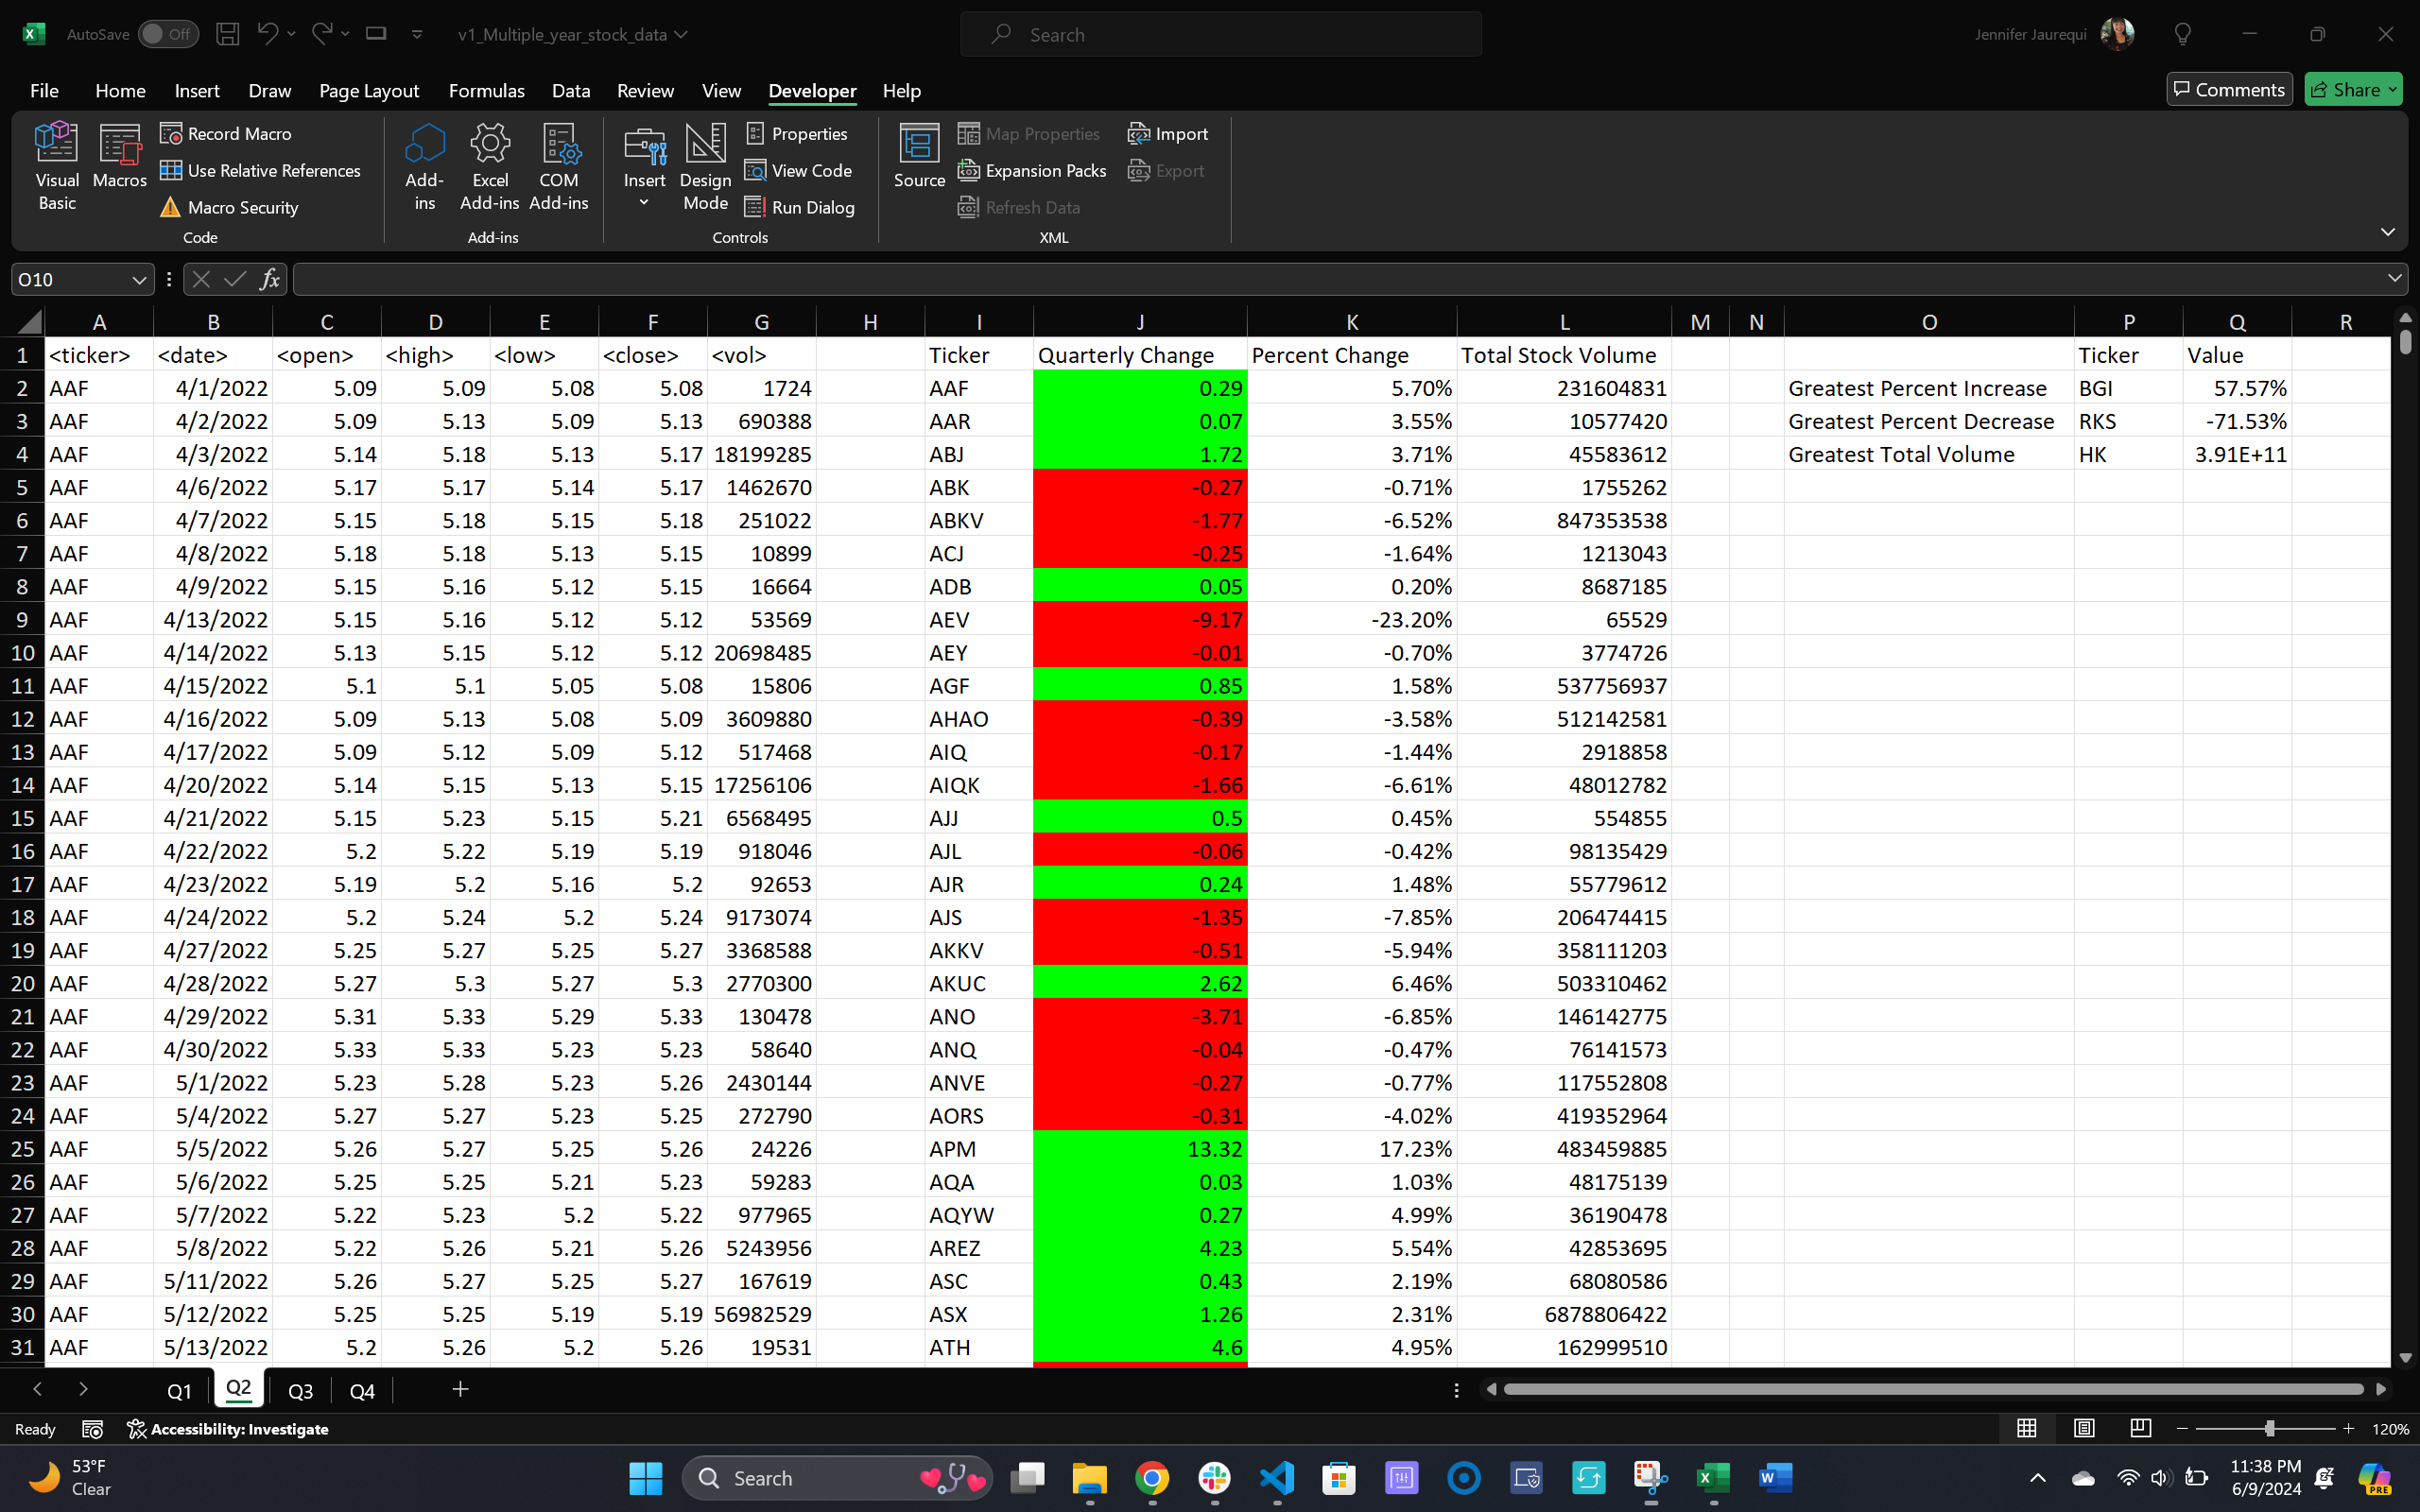 AutoSave Off v1_Multiple_year_stock_data Search Jennifer Jaurequi
File Home Insert Draw Page Layout Formulas Data Review View Developer Help Comments Share
Visual Basic Macros Record Macro Use Relative References Macro Security Code
Add-ins Excel Add-ins COM Add-ins Add-ins
Insert Design Mode Properties View Code Run Dialog Controls
Source Map Properties Expansion Packs Refresh Data Import Export XML
O10 fx
A B C D E F G H I J K L M N O P Q R
1 <ticker> <date> <open> <high> <low> <close> <vol> Ticker Quarterly Change Percent Change Total Stock Volume Ticker Value
2 AAF 4/1/2022 5.09 5.09 5.08 5.08 1724 AAF 0.29 5.70% 231604831 Greatest Percent Increase BGI 57.57%
3 AAF 4/2/2022 5.09 5.13 5.09 5.13 690388 AAR 0.07 3.55% 10577420 Greatest Percent Decrease RKS -71.53%
4 AAF 4/3/2022 5.14 5.18 5.13 5.17 18199285 ABJ 1.72 3.71% 45583612 Greatest Total Volume HK 3.91E+11
5 AAF 4/6/2022 5.17 5.17 5.14 5.17 1462670 ABK -0.27 -0.71% 1755262
6 AAF 4/7/2022 5.15 5.18 5.15 5.18 251022 ABKV -1.77 -6.52% 847353538
7 AAF 4/8/2022 5.18 5.18 5.13 5.15 10899 ACJ -0.25 -1.64% 1213043
8 AAF 4/9/2022 5.15 5.16 5.12 5.15 16664 ADB 0.05 0.20% 8687185
9 AAF 4/13/2022 5.15 5.16 5.12 5.12 53569 AEV -9.17 -23.20% 65529
10 AAF 4/14/2022 5.13 5.15 5.12 5.12 20698485 AEY -0.01 -0.70% 3774726
11 AAF 4/15/2022 5.1 5.1 5.05 5.08 15806 AGF 0.85 1.58% 537756937
12 AAF 4/16/2022 5.09 5.13 5.08 5.09 3609880 AHAO -0.39 -3.58% 512142581
13 AAF 4/17/2022 5.09 5.12 5.09 5.12 517468 AIQ -0.17 -1.44% 2918858
14 AAF 4/20/2022 5.14 5.15 5.13 5.15 17256106 AIQK -1.66 -6.61% 48012782
15 AAF 4/21/2022 5.15 5.23 5.15 5.21 6568495 AJJ 0.5 0.45% 554855
16 AAF 4/22/2022 5.2 5.22 5.19 5.19 918046 AJL -0.06 -0.42% 98135429
17 AAF 4/23/2022 5.19 5.2 5.16 5.2 92653 AJR 0.24 1.48% 55779612
18 AAF 4/24/2022 5.2 5.24 5.2 5.24 9173074 AJS -1.35 -7.85% 206474415
19 AAF 4/27/2022 5.25 5.27 5.25 5.27 3368588 AKKV -0.51 -5.94% 358111203
20 AAF 4/28/2022 5.27 5.3 5.27 5.3 2770300 AKUC 2.62 6.46% 503310462
21 AAF 4/29/2022 5.31 5.33 5.29 5.33 130478 ANO -3.71 -6.85% 146142775
22 AAF 4/30/2022 5.33 5.33 5.23 5.23 58640 ANQ -0.04 -0.47% 76141573
23 AAF 5/1/2022 5.23 5.28 5.23 5.26 2430144 ANVE -0.27 -0.77% 117552808
24 AAF 5/4/2022 5.27 5.27 5.23 5.25 272790 AORS -0.31 -4.02% 419352964
25 AAF 5/5/2022 5.26 5.27 5.25 5.26 24226 APM 13.32 17.23% 483459885
26 AAF 5/6/2022 5.25 5.25 5.21 5.23 59283 AQA 0.03 1.03% 48175139
27 AAF 5/7/2022 5.22 5.23 5.2 5.22 977965 AQYW 0.27 4.99% 36190478
28 AAF 5/8/2022 5.22 5.26 5.21 5.26 5243956 AREZ 4.23 5.54% 42853695
29 AAF 5/11/2022 5.26 5.27 5.25 5.27 167619 ASC 0.43 2.19% 68080586
30 AAF 5/12/2022 5.25 5.25 5.19 5.19 56982529 ASX 1.26 2.31% 6878806422
31 AAF 5/13/2022 5.2 5.26 5.2 5.26 19531 ATH 4.6 4.95% 162999510
Q1 Q2 Q3 Q4
Ready Accessibility: Investigate 120%
53°F Search 11:38 PM
Clear 6/9/2024 PRE